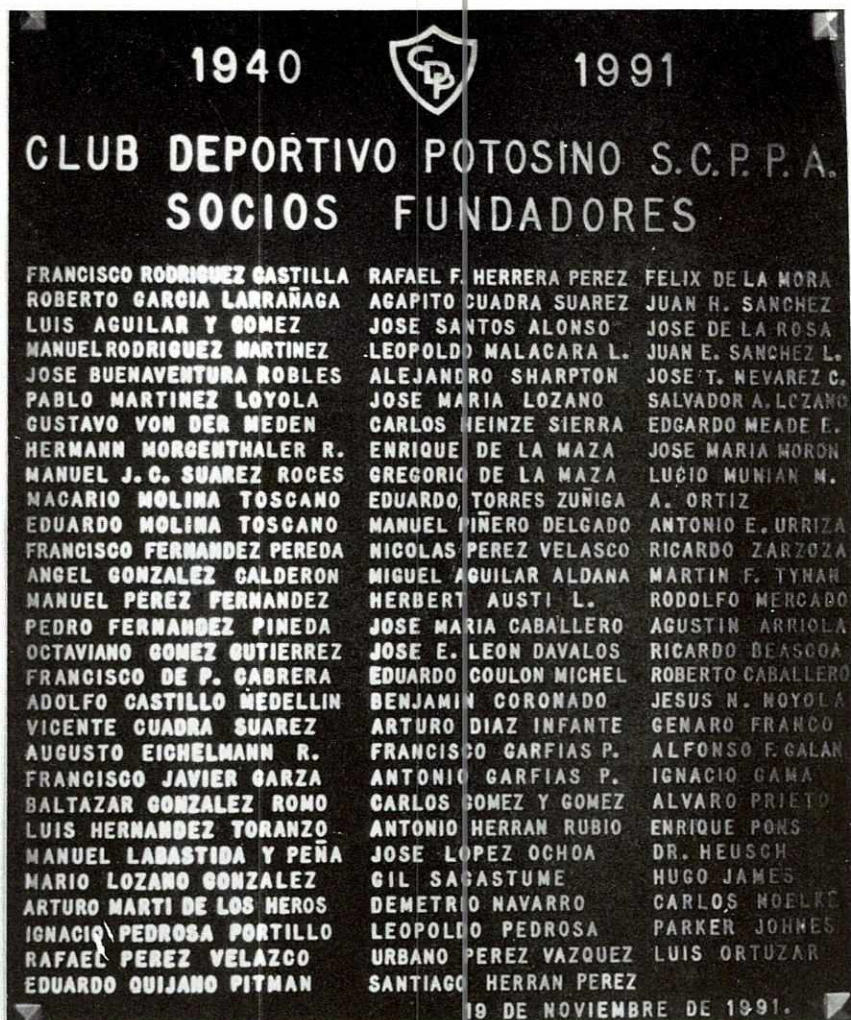 1940 CDP 1991
CLUB DEPORTIVO POTOSINO S.C.P.P.A.
SOCIOS FUNDADORES
FRANCISCO RODRIGUEZ CASTILLA RAFAEL F. HERRERA PEREZ FELIX DE LA MORA
ROBERTO GARCIA LARRAÑAGA AGAPITO CUADRA SUAREZ JUAN H. SANCHEZ
LUIS AGUILAR Y GOMEZ JOSE SANTOS ALONSO JOSE DE LA ROSA
MANUEL RODRIGUEZ MARTINEZ LEOPOLDO MALACARA L. JUAN E. SANCHEZ L.
JOSE BUENAVENTURA ROBLES ALEJANDRO SHARPTON JOSE T. NEVAREZ C.
PABLO MARTINEZ LOYOLA JOSE MARIA LOZANO SALVADOR A. LOZANO
GUSTAVO VON DER MEDEN CARLOS HEINZE SIERRA EDGARDO MEADE E.
HERMANN MORGENTHALER R. ENRIQUE DE LA MAZA JOSE MARIA MORON
MANUEL J.C. SUAREZ ROCES GREGORIO DE LA MAZA LUCIO MUNIAN M.
MACARIO MOLINA TOSCANO EDUARDO TORRES ZUÑIGA A. ORTIZ
EDUARDO MOLINA TOSCANO MANUEL PIÑERO DELGADO ANTONIO E. URRIZA
FRANCISCO FERNANDEZ PEREDA NICOLAS PEREZ VELASCO RICARDO ZARZOZA
ANGEL GONZALEZ CALDERON MIGUEL AGUILAR ALDANA MARTIN F. TYNAN
MANUEL PEREZ FERNANDEZ HERBERT AUSTI L. RODOLFO MERCADO
PEDRO FERNANDEZ PINEDA JOSE MARIA CABALLERO AGUSTIN ARRIOLA
OCTAVIANO GOMEZ GUTIERREZ JOSE E. LEON DAVALOS RICARDO BEASCOA
FRANCISCO DE P. CABRERA EDUARDO COULON MICHEL ROBERTO CABALLERO
ADOLFO CASTILLO MEDELLIN BENJAMIN CORONADO JESUS N. NOYOLA
VICENTE CUADRA SUAREZ ARTURO DIAZ INFANTE GENARO FRANCO
AUGUSTO EICHELMANN R. FRANCISCO GARFIAS P. ALFONSO F. GALAN
FRANCISCO JAVIER GARZA ANTONIO GARFIAS P. IGNACIO GAMA
BALTAZAR GONZALEZ ROMO CARLOS GOMEZ Y GOMEZ ALVARO PRIETO
LUIS HERNANDEZ TORANZO ANTONIO HERRAN RUBIO ENRIQUE PONS
MANUEL LABASTIDA Y PEÑA JOSE LOPEZ OCHOA DR. HEUSCH
MARIO LOZANO GONZALEZ GIL SAGASTUME HUGO JAMES
ARTURO MARTI DE LOS HEROS DEMETRIO NAVARRO CARLOS NOELKE
IGNACIO PEDROSA PORTILLO LEOPOLDO PEDROSA PARKER JOHNES
RAFAEL PEREZ VELAZCO URBANO PEREZ VAZQUEZ LUIS ORTUZAR
EDUARDO QUIJANO PITMAN SANTIAGO HERRAN PEREZ
19 DE NOVIEMBRE DE 1991.